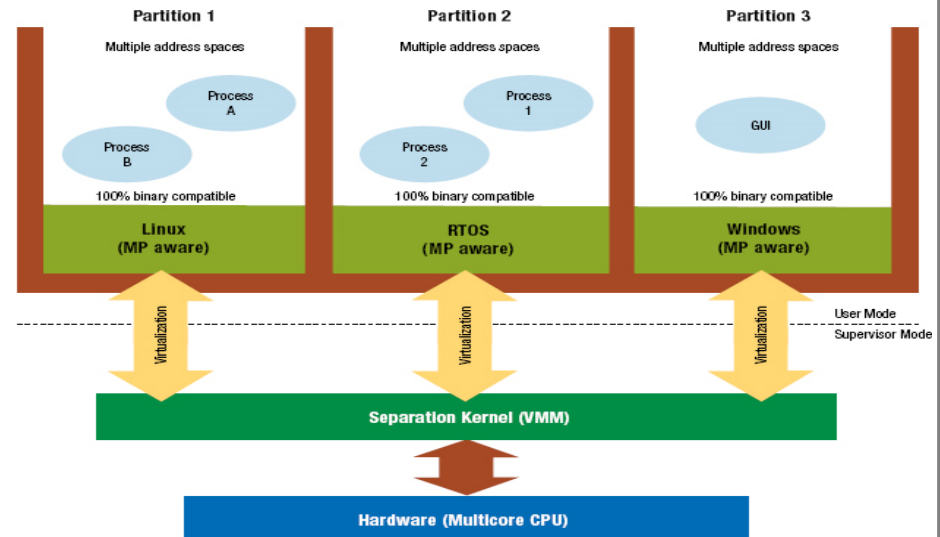 Partition 1
Partition 2
Partition 3
Multiple address spaces
Multiple address spaces
Multiple address spaces
Process
A
Process
B
Process
1
Process
2
GUI
100% binary compatible
100% binary compatible
100% binary compatible
Linux
(MP aware)
RTOS
(MP aware)
Windows
(MP aware)
Virtualization
Virtualization
Virtualization
User Mode
Supervisor Mode
Separation Kernel (VMM)
Hardware (Multicore CPU)